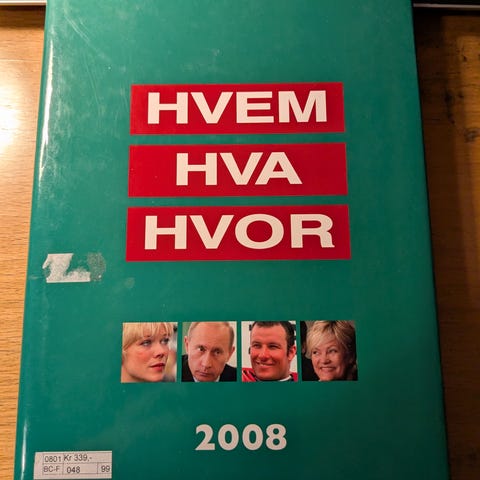 HVEM
HVA
HVOR
2008
0801 Kr 339,-
BC-F 048 99